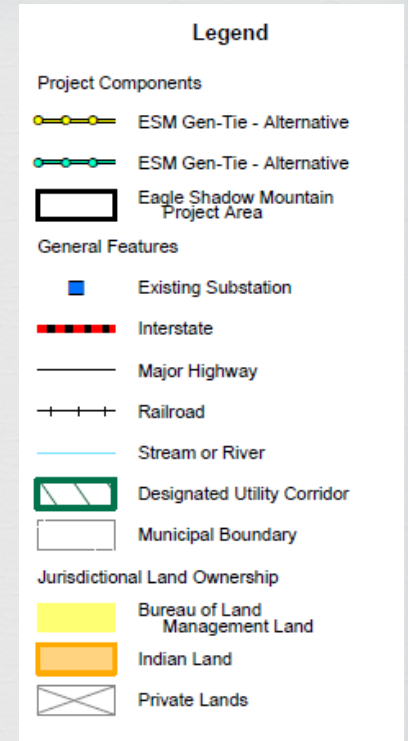 Legend
Project Components
ESM Gen-Tie - Alternative
ESM Gen-Tie - Alternative
Eagle Shadow Mountain
Project Area
General Features
Existing Substation
Interstate
Major Highway
Railroad
Stream or River
Designated Utility Corridor
Municipal Boundary
Jurisdictional Land Ownership
Bureau of Land
Management Land
Indian Land
Private Lands